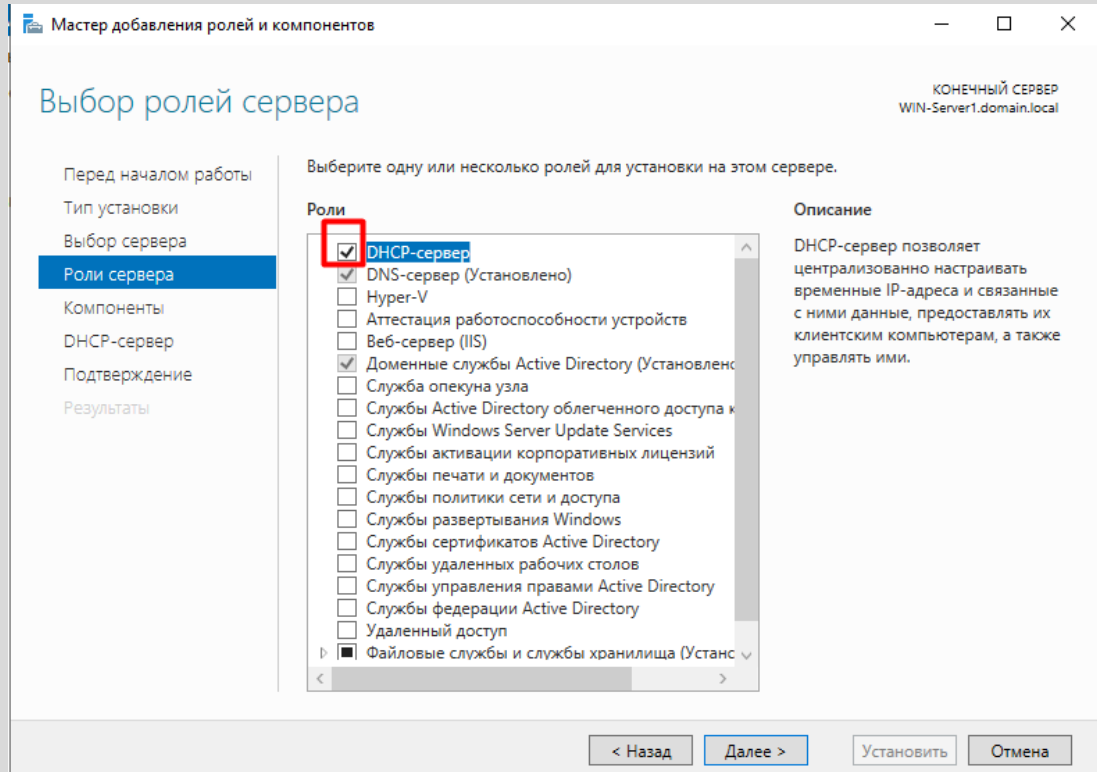 Мастер добавления ролей и компонентов
Выбор ролей сервера
КОНЕЧНЫЙ СЕРВЕР
WIN-Server1.domain.local
Перед началом работы
Тип установки
Выбор сервера
Роли сервера
Компоненты
DHCP-сервер
Подтверждение
Результаты
Выберите одну или несколько ролей для установки на этом сервере.
Роли
DHCP-сервер
DNS-сервер (Установлено)
Hyper-V
Аттестация работоспособности устройств
Веб-сервер (IIS)
Доменные службы Active Directory (Установлено
Служба опекуна узла
Службы Active Directory облегченного доступа к
Службы Windows Server Update Services
Службы активации корпоративных лицензий
Службы печати и документов
Службы политики сети и доступа
Службы развертывания Windows
Службы сертификатов Active Directory
Службы удаленных рабочих столов
Службы управления правами Active Directory
Службы федерации Active Directory
Удаленный доступ
Файловые службы и службы хранилища (Устанс
Описание
DHCP-сервер позволяет
централизованно настраивать
временные IP-адреса и связанные
с ними данные, предоставлять их
клиентским компьютерам, а также
управлять ими.
< Назад
Далее >
Установить
Отмена